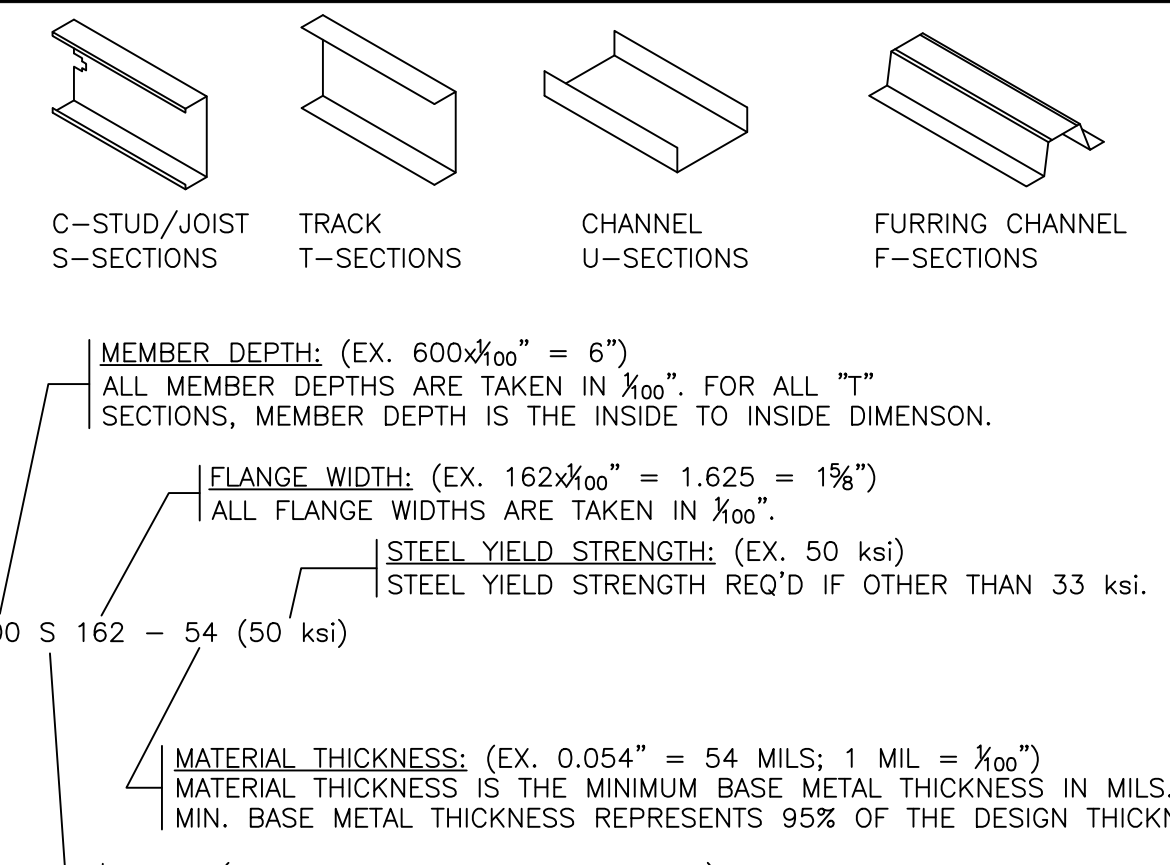 C-STUD/JOIST
S-SECTIONS
TRACK
T-SECTIONS
CHANNEL
U-SECTIONS
FURRING CHANNEL
F-SECTIONS
MEMBER DEPTH: (EX. 600x1/100" = 6")
ALL MEMBER DEPTHS ARE TAKEN IN 1/100". FOR ALL "T"
SECTIONS, MEMBER DEPTH IS THE INSIDE TO INSIDE DIMENSON.
FLANGE WIDTH: (EX. 162x1/100" = 1.625 = 1 5/8")
ALL FLANGE WIDTHS ARE TAKEN IN 1/100".
STEEL YIELD STRENGTH: (EX. 50 ksi)
STEEL YIELD STRENGTH REQ'D IF OTHER THAN 33 ksi.
S 162 - 54 (50 ksi)
MATERIAL THICKNESS: (EX. 0.054" = 54 MILS; 1 MIL = 1/100")
MATERIAL THICKNESS IS THE MINIMUM BASE METAL THICKNESS IN MILS.
MIN. BASE METAL THICKNESS REPRESENTS 95% OF THE DESIGN